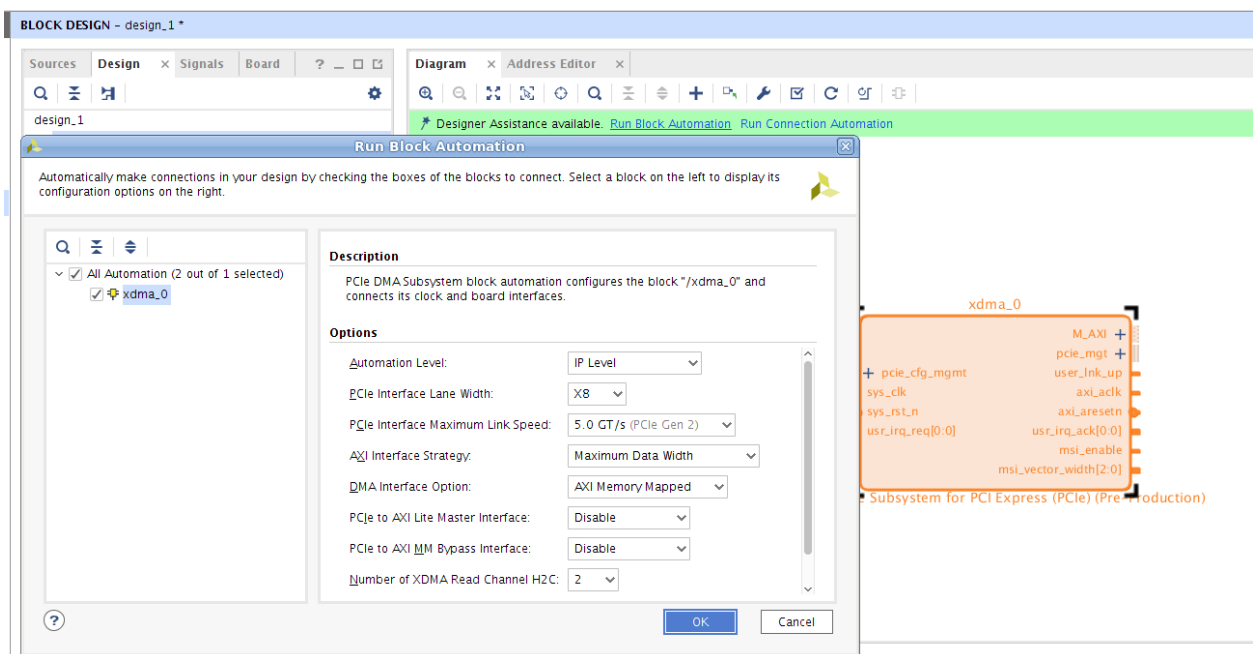 BLOCK DESIGN - design_1 *
Sources Design × Signals Board ? _
Diagram × Address Editor ×
design_1
Designer Assistance available. Run Block Automation Run Connection Automation
Run Block Automation
Automatically make connections in your design by checking the boxes of the blocks to connect. Select a block on the left to display its
configuration options on the right.
All Automation (2 out of 1 selected)
xdma_0
Description
PCIe DMA Subsystem block automation configures the block "/xdma_0" and
connects its clock and board interfaces.
Options
Automation Level: IP Level
PCIe Interface Lane Width: X8
PCIe Interface Maximum Link Speed: 5.0 GT/s (PCIe Gen 2)
AXI Interface Strategy: Maximum Data Width
DMA Interface Option: AXI Memory Mapped
PCIe to AXI Lite Master Interface: Disable
PCIe to AXI MM Bypass Interface: Disable
Number of XDMA Read Channel H2C: 2
? OK Cancel
xdma_0
M_AXI +
pcie_mgt +
+ pcie_cfg_mgmt user_lnk_up
sys_clk axi_aclk
sys_rst_n axi_aresetn
usr_irq_req[0:0] usr_irq_ack[0:0]
msi_enable
msi_vector_width[2:0]
Subsystem for PCI Express (PCIe) (Pre-Production)